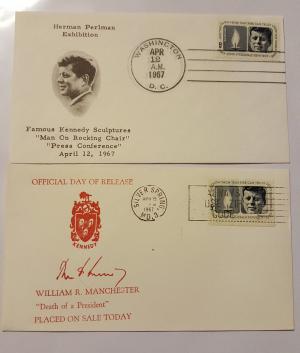 Herman Perlman
Exhibition
WASHINGTON
APR
12
A.M.
1967
D.C.
Famous Kennedy Sculptures
"Man On Rocking Chair"
"Press Conference"
April 12, 1967
OFFICIAL DAY OF RELEASE
KENNEDY
SILVER SPRING
1967
MD.
WILLIAM R. MANCHESTER
"Death of a President"
PLACED ON SALE TODAY